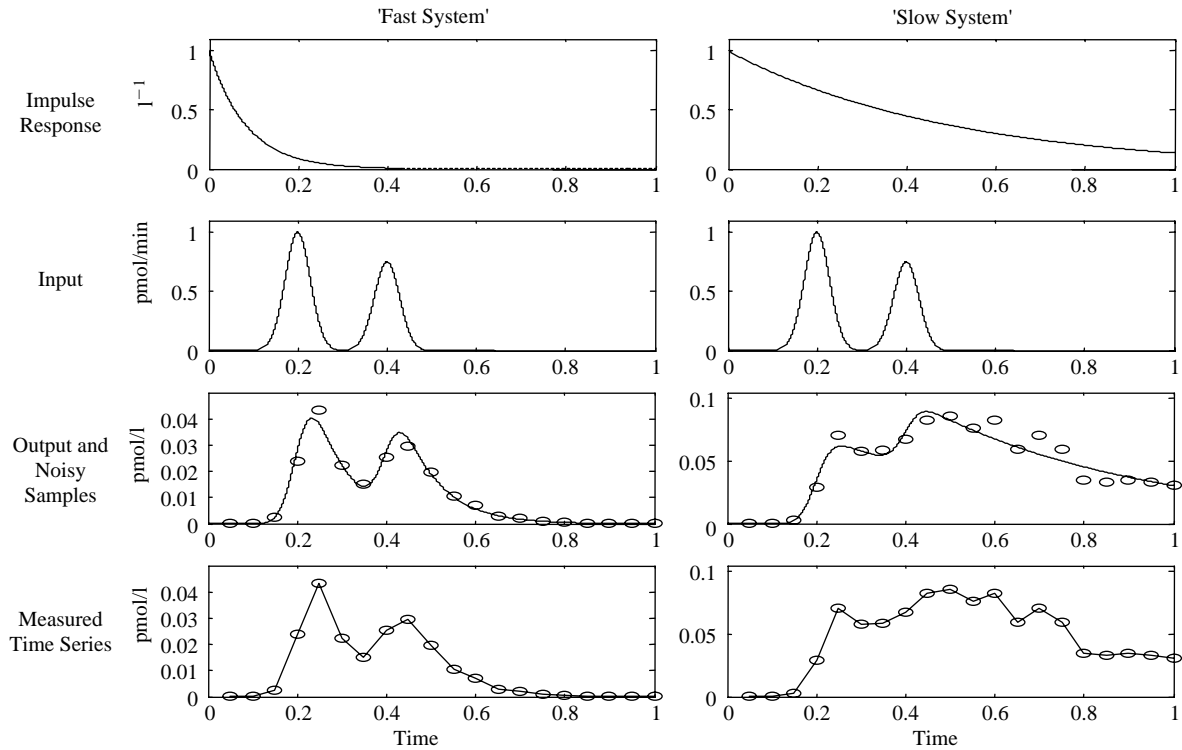 'Fast System'
'Slow System'
Impulse
Response
l⁻¹
1
0.5
0
0 0.2 0.4 0.6 0.8 1
1
0.5
0
0 0.2 0.4 0.6 0.8 1
Input
pmol/min
1
0.5
0
0 0.2 0.4 0.6 0.8 1
1
0.5
0
0 0.2 0.4 0.6 0.8 1
Output and
Noisy
Samples
pmol/l
0.04
0.03
0.02
0.01
0
0 0.2 0.4 0.6 0.8 1
0.1
0.05
0
0 0.2 0.4 0.6 0.8 1
Measured
Time Series
pmol/l
0.04
0.03
0.02
0.01
0
0 0.2 0.4 0.6 0.8 1
Time
0.1
0.05
0
0 0.2 0.4 0.6 0.8 1
Time